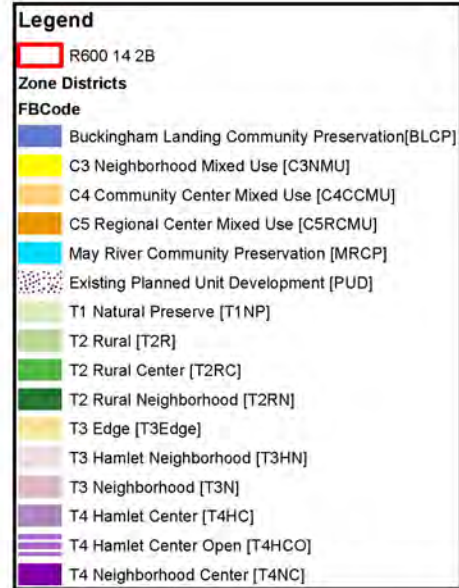 Legend
R600 14 2B
Zone Districts
FBCode
Buckingham Landing Community Preservation[BLCP]
C3 Neighborhood Mixed Use [C3NMU]
C4 Community Center Mixed Use [C4CCMU]
C5 Regional Center Mixed Use [C5RCMU]
May River Community Preservation [MRCP]
Existing Planned Unit Development [PUD]
T1 Natural Preserve [T1NP]
T2 Rural [T2R]
T2 Rural Center [T2RC]
T2 Rural Neighborhood [T2RN]
T3 Edge [T3Edge]
T3 Hamlet Neighborhood [T3HN]
T3 Neighborhood [T3N]
T4 Hamlet Center [T4HC]
T4 Hamlet Center Open [T4HCO]
T4 Neighborhood Center [T4NC]